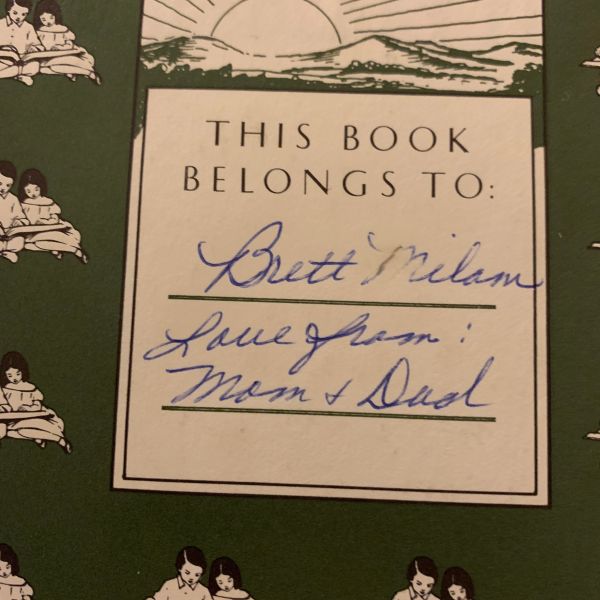 THIS BOOK
BELONGS TO:
Brett Milam
Love from:
Mom & Dad